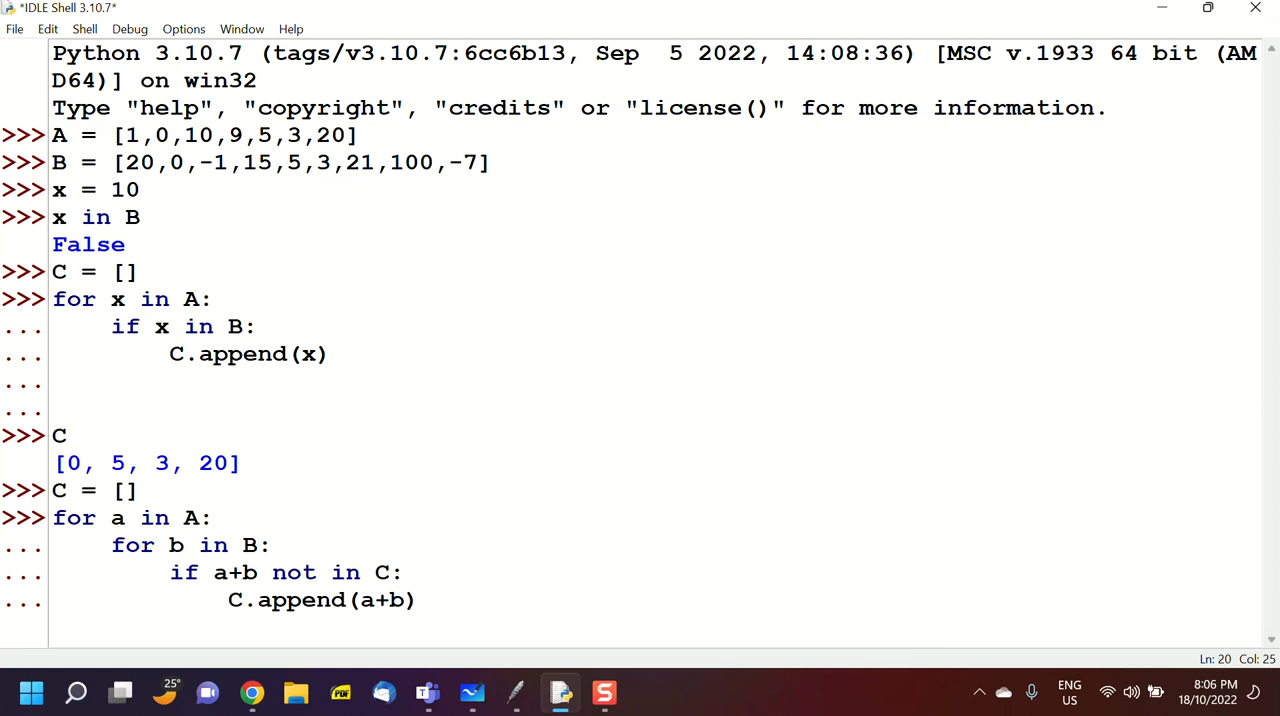 *IDLE Shell 3.10.7*
File Edit Shell Debug Options Window Help
Python 3.10.7 (tags/v3.10.7:6cc6b13, Sep  5 2022, 14:08:36) [MSC v.1933 64 bit (AM
D64)] on win32
Type "help", "copyright", "credits" or "license()" for more information.
>>> A = [1,0,10,9,5,3,20]
>>> B = [20,0,-1,15,5,3,21,100,-7]
>>> x = 10
>>> x in B
False
>>> C = []
>>> for x in A:
...     if x in B:
...         C.append(x)
...
...
>>> C
[0, 5, 3, 20]
>>> C = []
>>> for a in A:
...     for b in B:
...         if a+b not in C:
...             C.append(a+b)
Ln: 20 Col: 25
25°
PDF
S
ENG
US
8:06 PM
18/10/2022